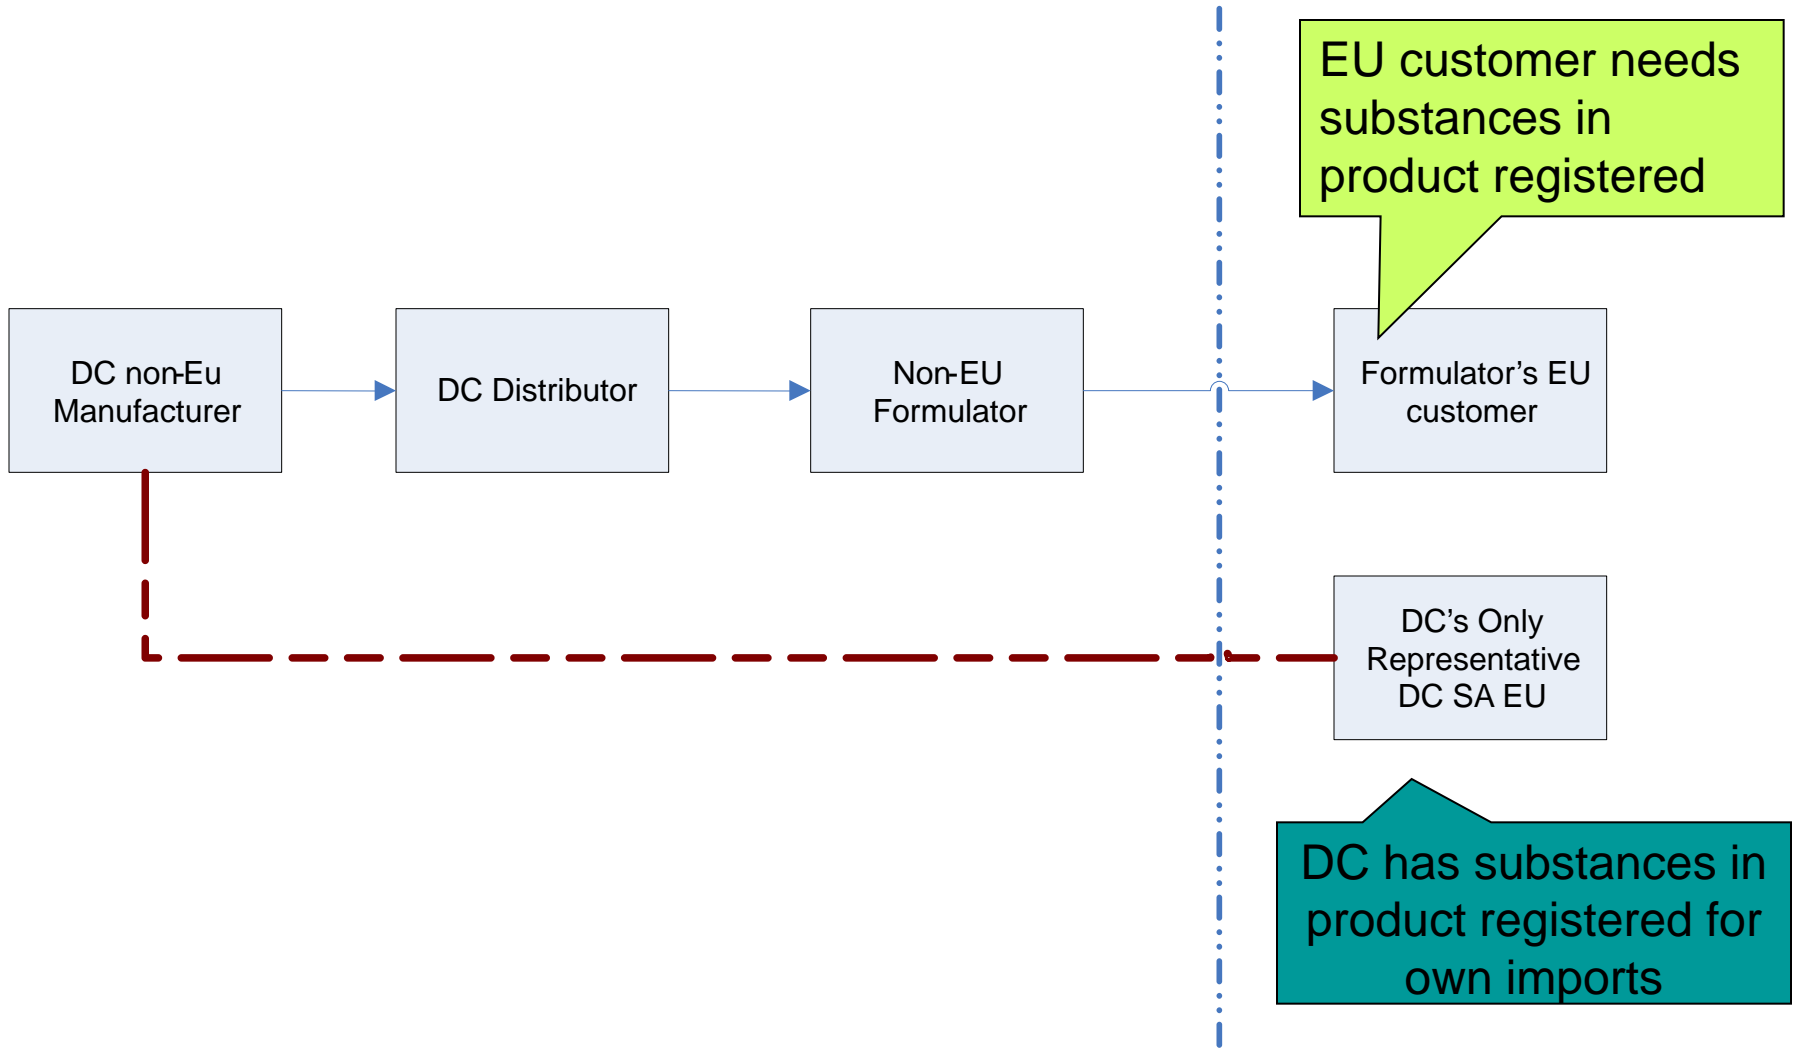 EU customer needs
substances in
product registered
DC non-Eu
Manufacturer
DC Distributor
Non-EU
Formulator
Formulator’s EU
customer
DC’s Only
Representative
DC SA EU
DC has substances in
product registered for
own imports